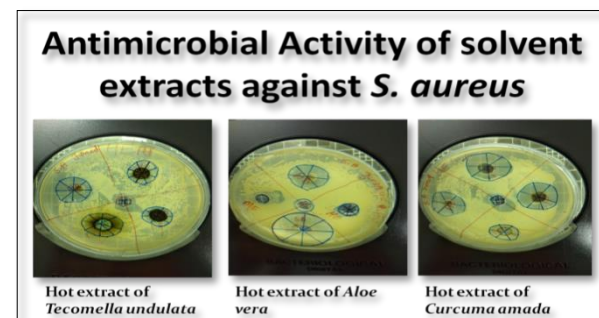 Antimicrobial Activity of solvent
extracts against S. aureus
Hot extract of
Tecomella undulata
Hot extract of Aloe
vera
Hot extract of
Curcuma amada